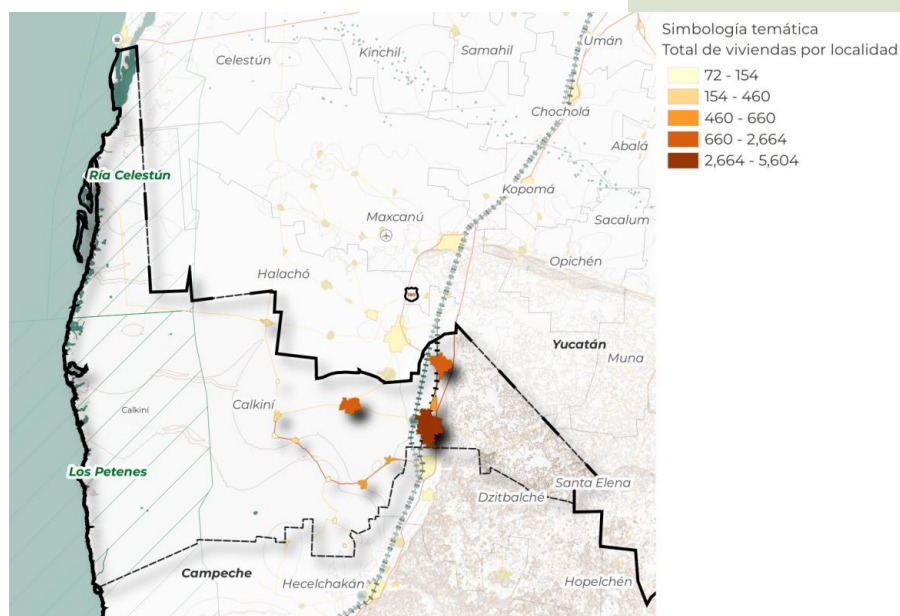 Simbología temática
Total de viviendas por localidad
72 - 154
154 - 460
460 - 660
660 - 2,664
2,664 - 5,604
Umán
Samahil
Kinchil
Celestún
Chocholá
Abalá
Ría Celestún
Kopomá
Sacalum
Maxcanú
Opichén
Halachó
Yucatán
Muna
Calkiní
Calkiní
Los Petenes
Santa Elena
Dzitbalché
Campeche
Hecelchakán
Hopelchén